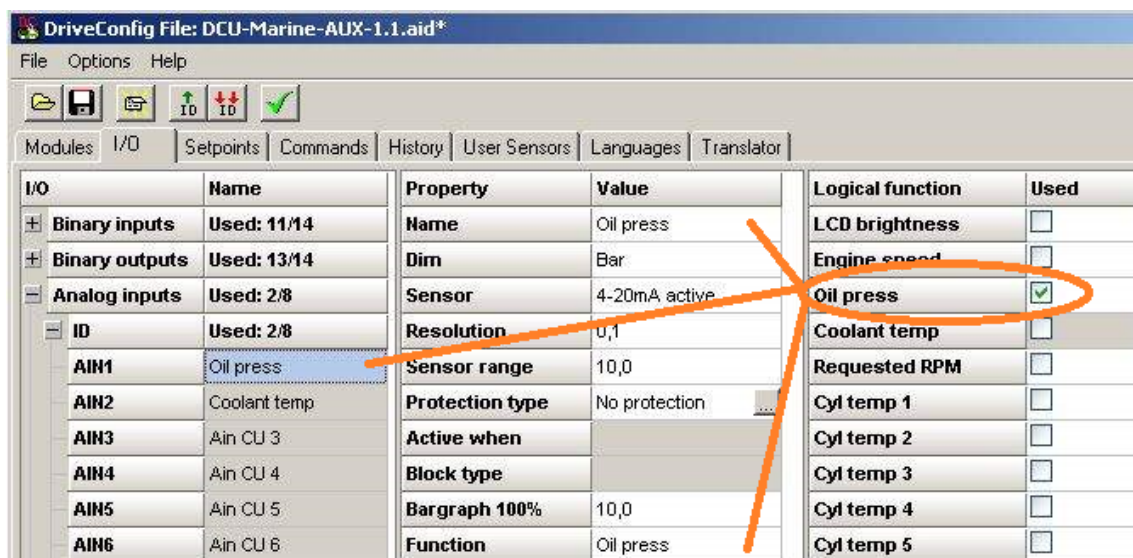 DriveConfig File: DCU-Marine-AUX-1.1.aid*
File Options Help
ID ID
Modules I/O Setpoints Commands History User Sensors Languages Translator
I/O Name Property Value Logical function Used
Binary inputs Used: 11/14 Name Oil press LCD brightness
Binary outputs Used: 13/14 Dim Bar Engine speed
Analog inputs Used: 2/8 Sensor 4-20mA active Oil press
ID Used: 2/8 Resolution 0,1 Coolant temp
AIN1 Oil press Sensor range 10,0 Requested RPM
AIN2 Coolant temp Protection type No protection ... Cyl temp 1
AIN3 Ain CU 3 Active when Cyl temp 2
AIN4 Ain CU 4 Block type Cyl temp 3
AIN5 Ain CU 5 Bargraph 100% 10,0 Cyl temp 4
AIN6 Ain CU 6 Function Oil press Cyl temp 5